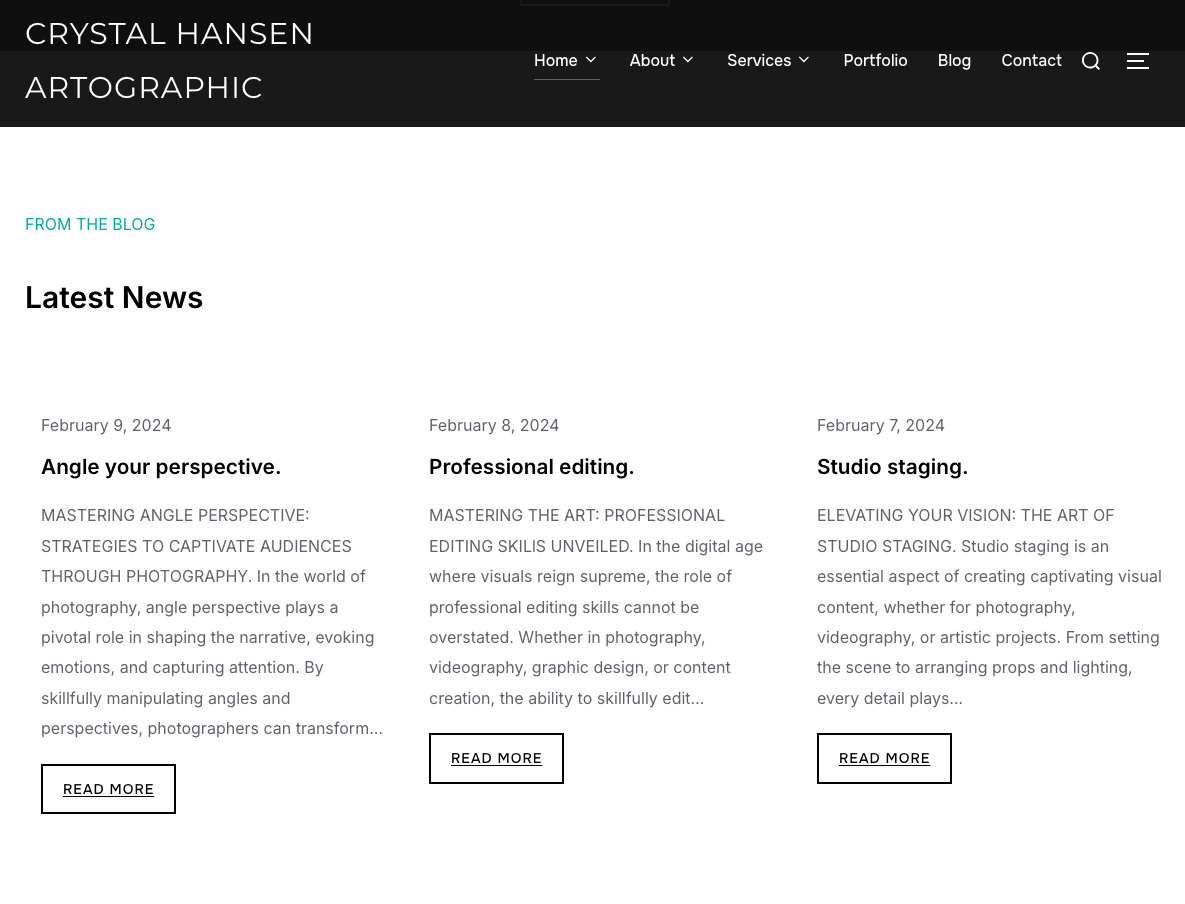 CRYSTAL HANSEN
ARTOGRAPHIC
Home
About
Services
Portfolio
Blog
Contact
FROM THE BLOG
Latest News
February 9, 2024
Angle your perspective.
MASTERING ANGLE PERSPECTIVE:
STRATEGIES TO CAPTIVATE AUDIENCES
THROUGH PHOTOGRAPHY. In the world of
photography, angle perspective plays a
pivotal role in shaping the narrative, evoking
emotions, and capturing attention. By
skillfully manipulating angles and
perspectives, photographers can transform...
READ MORE
February 8, 2024
Professional editing.
MASTERING THE ART: PROFESSIONAL
EDITING SKILIS UNVEILED. In the digital age
where visuals reign supreme, the role of
professional editing skills cannot be
overstated. Whether in photography,
videography, graphic design, or content
creation, the ability to skillfully edit...
READ MORE
February 7, 2024
Studio staging.
ELEVATING YOUR VISION: THE ART OF
STUDIO STAGING. Studio staging is an
essential aspect of creating captivating visual
content, whether for photography,
videography, or artistic projects. From setting
the scene to arranging props and lighting,
every detail plays...
READ MORE